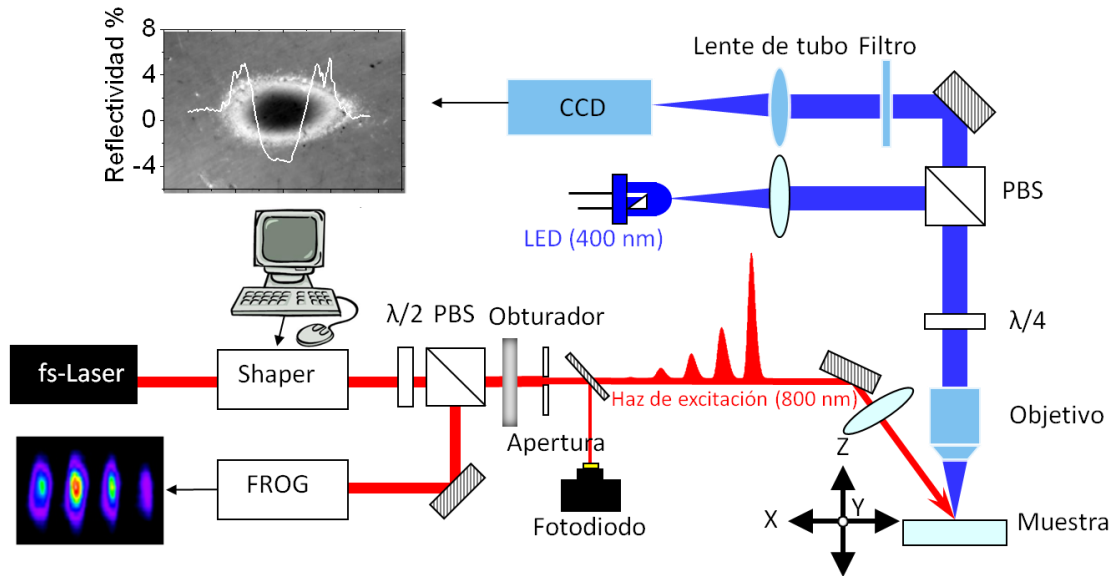 Reflectividad %
8
4
0
-4
Lente de tubo
Filtro
CCD
PBS
LED (400 nm)
λ/4
λ/2
PBS
Obturador
fs-Laser
Shaper
Haz de excitación (800 nm)
Objetivo
Apertura
Z
FROG
X
Y
Fotodiodo
Muestra